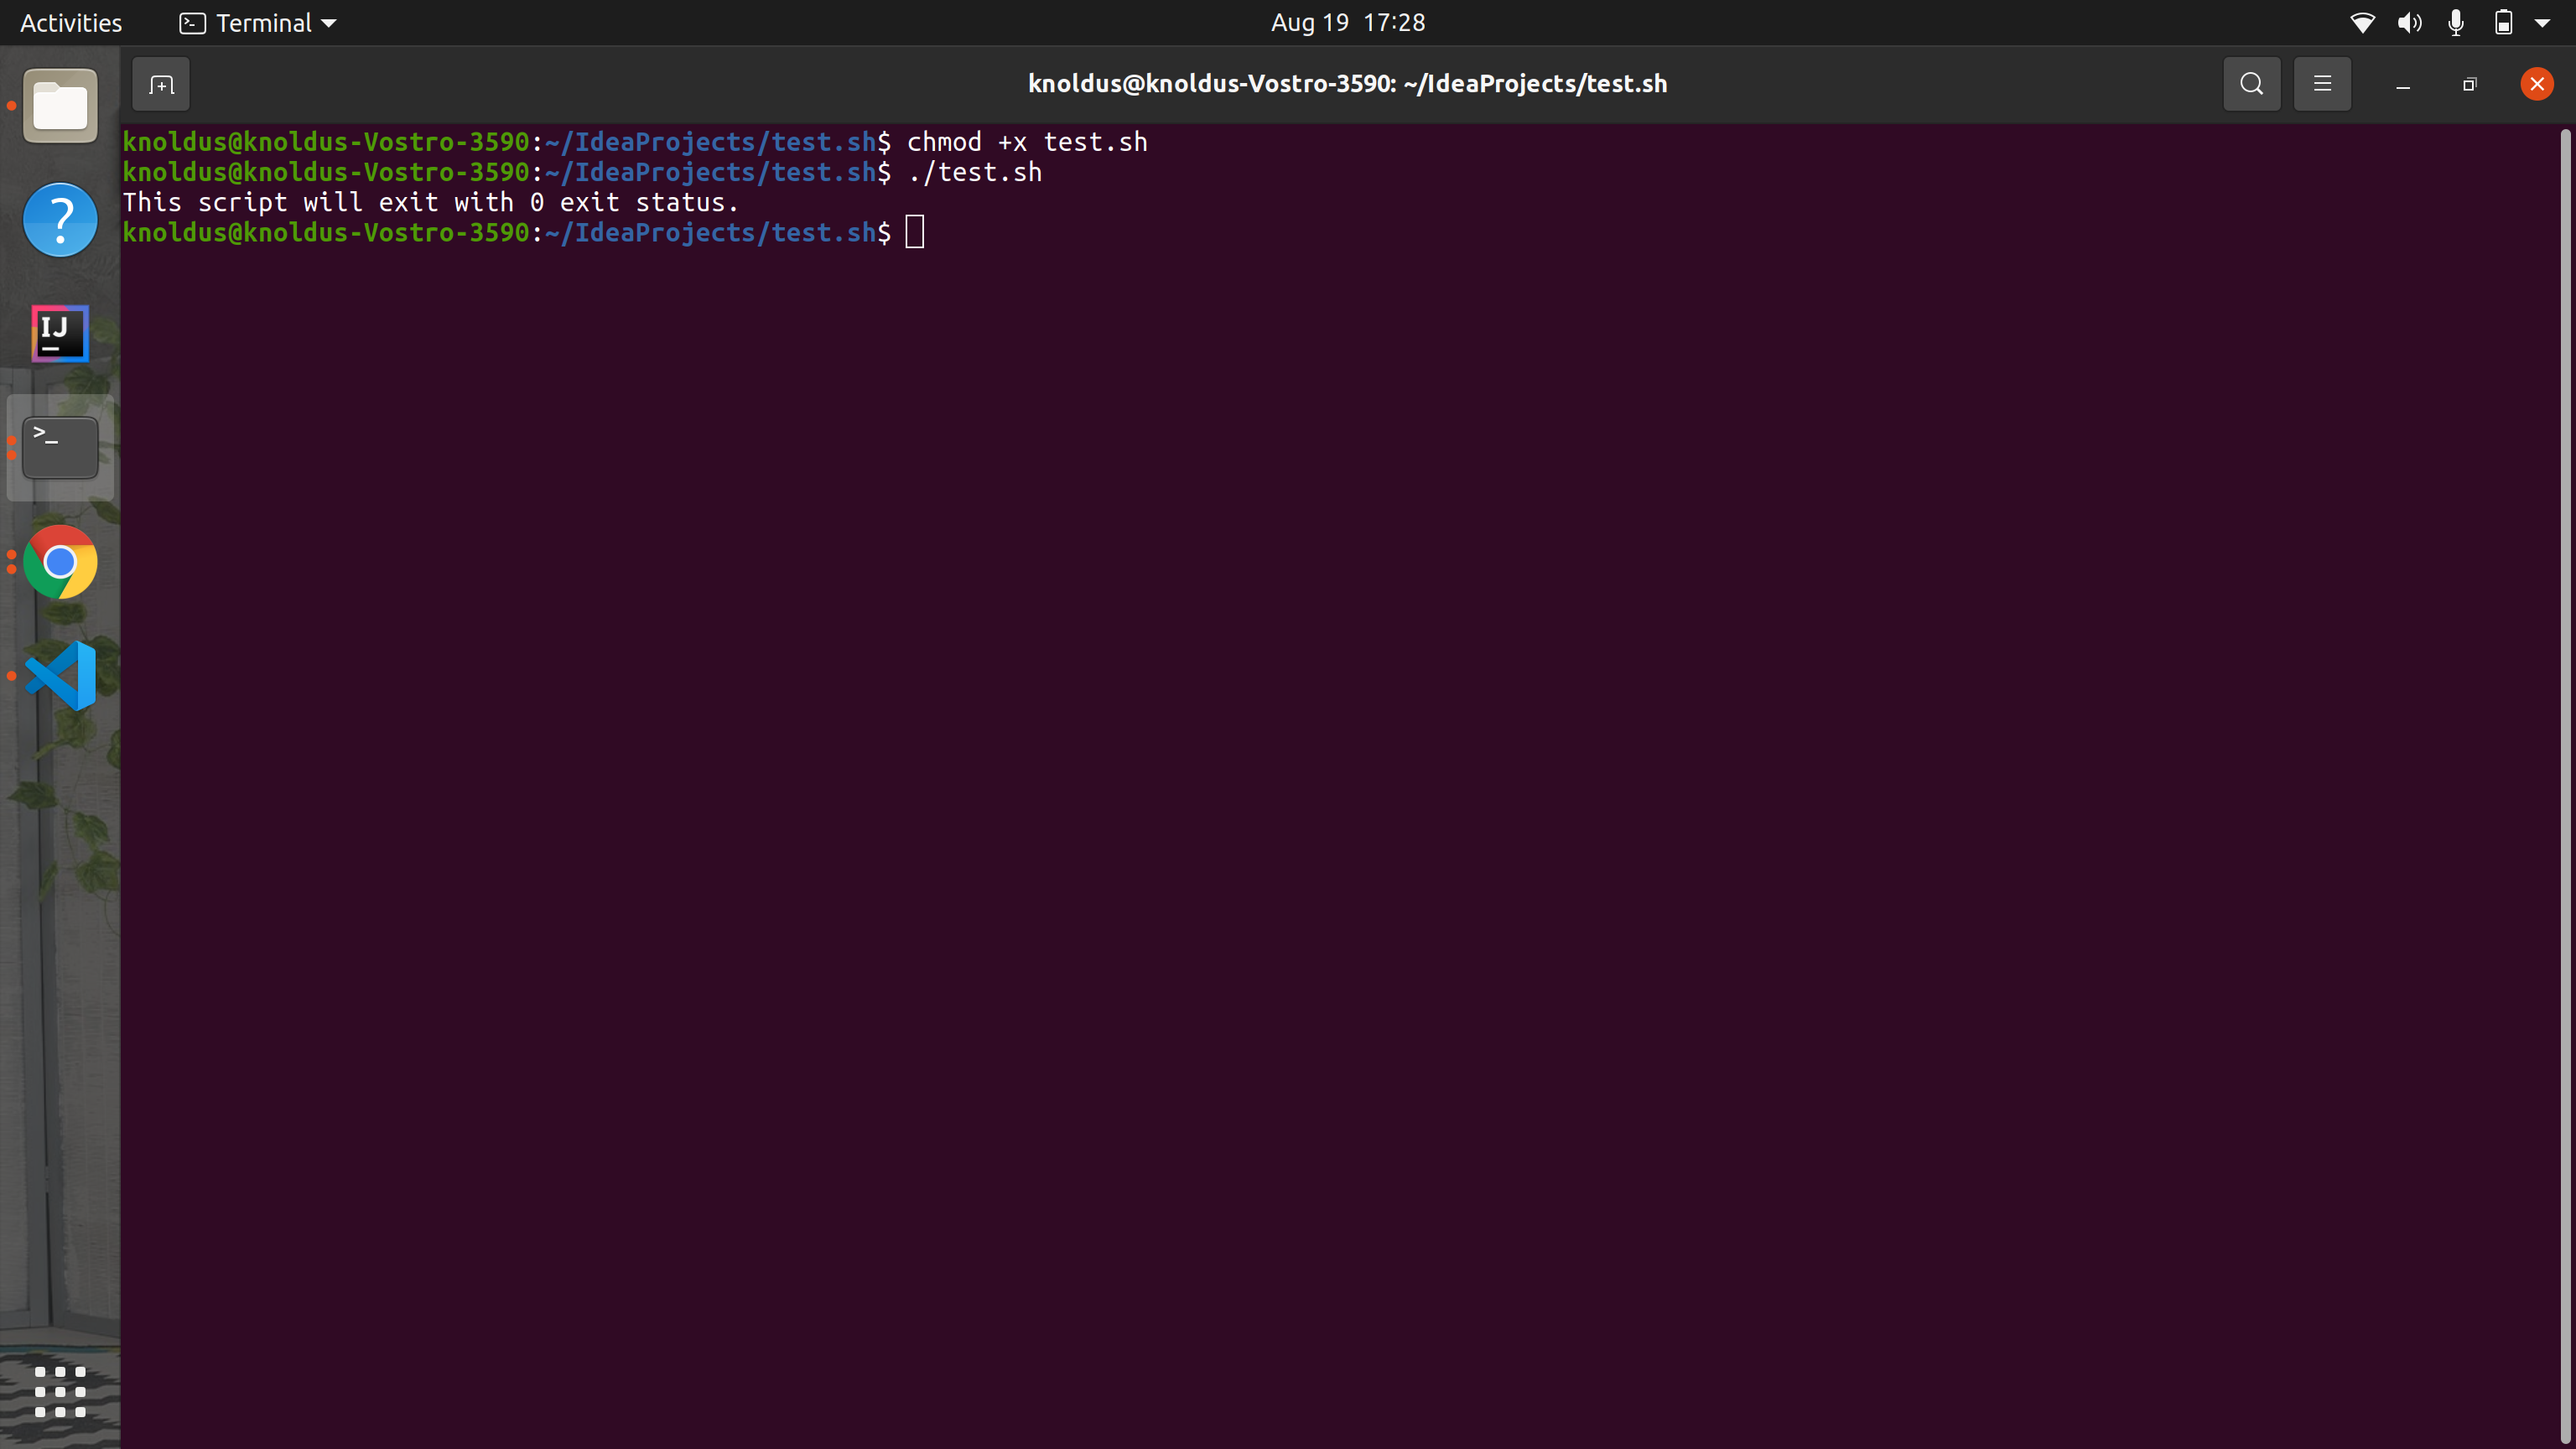 Activities Terminal Aug 19 17:28
knoldus@knoldus-Vostro-3590: ~/IdeaProjects/test.sh
knoldus@knoldus-Vostro-3590:~/IdeaProjects/test.sh$ chmod +x test.sh
knoldus@knoldus-Vostro-3590:~/IdeaProjects/test.sh$ ./test.sh
This script will exit with 0 exit status.
knoldus@knoldus-Vostro-3590:~/IdeaProjects/test.sh$
?
IJ
>_